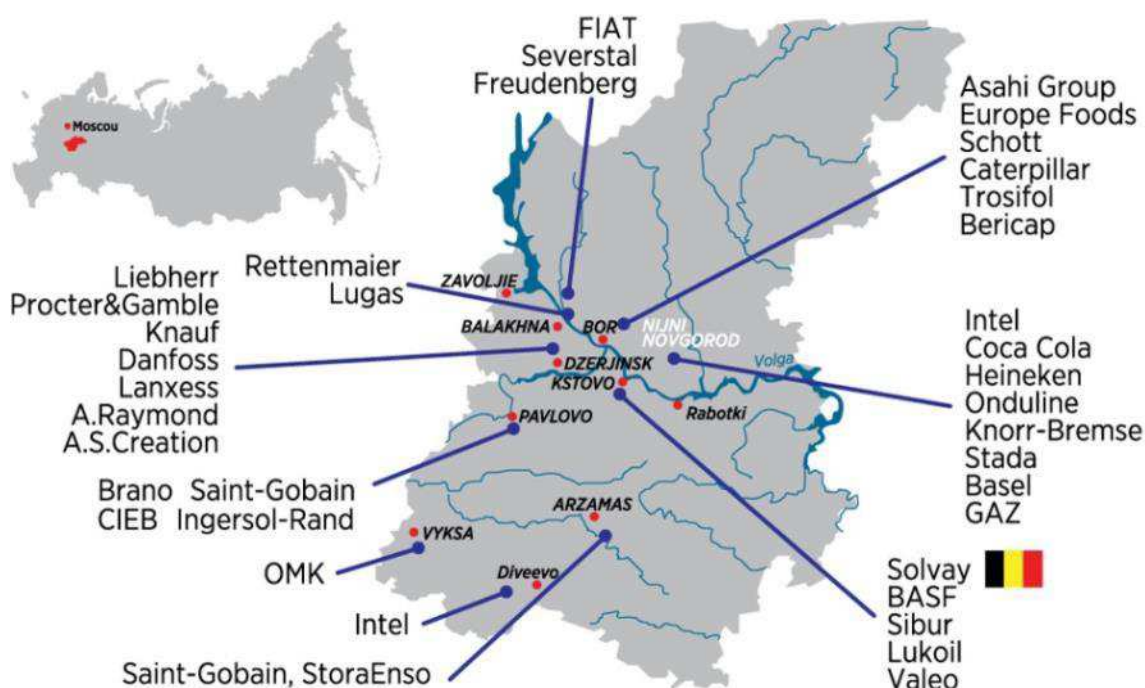 FIAT
Severstal
Freudenberg
Moscou
Asahi Group
Europe Foods
Schott
Caterpillar
Trosifol
Bericap
Rettenmaier
Lugas
Liebherr
Procter&Gamble
Knauf
Danfoss
Lanxess
A.Raymond
A.S.Creation
ZAVOLJIE
BALAKHNA
BOR
NIJNI
NOVGOROD
DZERJINSK
KSTOVO
Volga
Rabotki
PAVLOVO
Intel
Coca Cola
Heineken
Onduline
Knorr-Bremse
Stada
Basel
GAZ
Brano Saint-Gobain
CIEB Ingersol-Rand
ARZAMAS
VYKSA
OMK
Diveevo
Intel
Saint-Gobain, StoraEnso
Solvay
BASF
Sibur
Lukoil
Valeo